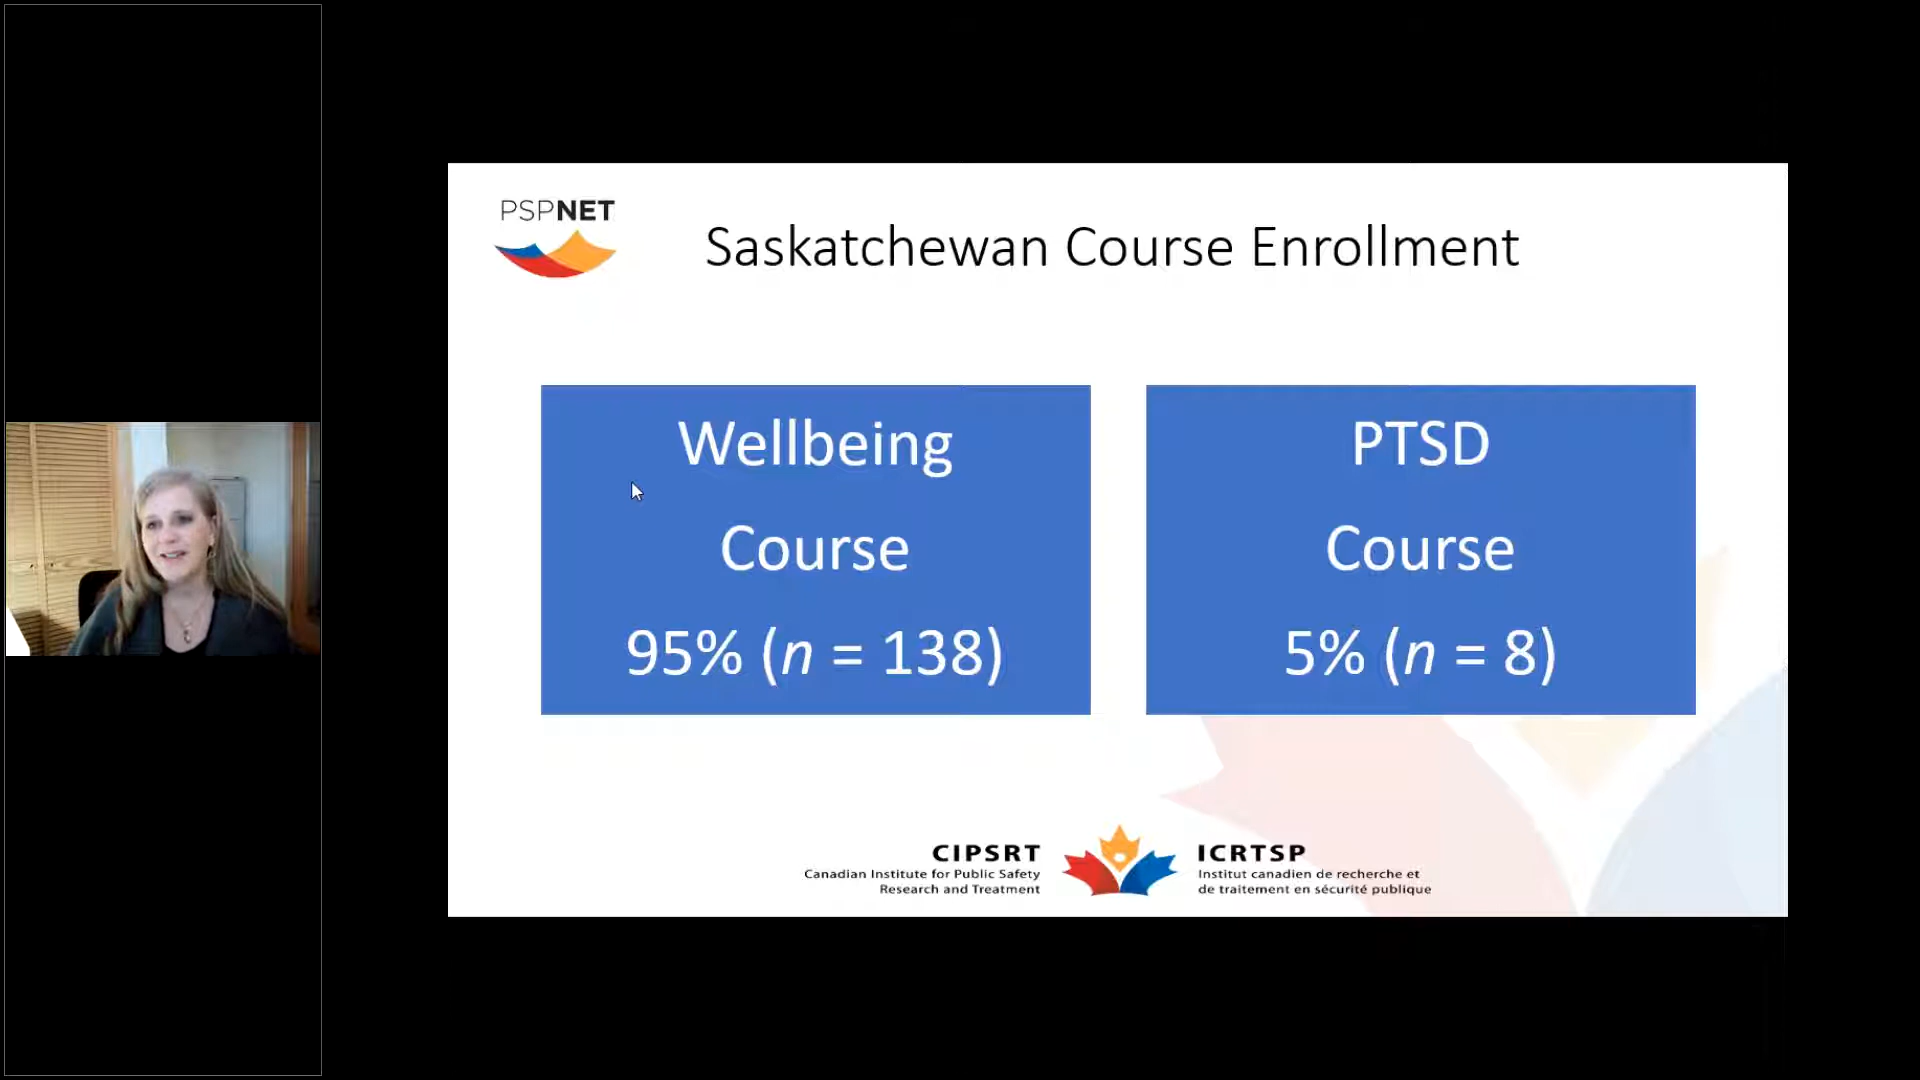 PSPNET
Saskatchewan Course Enrollment
Wellbeing
Course
95% (n = 138)
PTSD
Course
5% (n = 8)
CIPSRT
Canadian Institute for Public Safety
Research and Treatment
ICRTSP
Institut canadien de recherche et
de traitement en sécurité publique